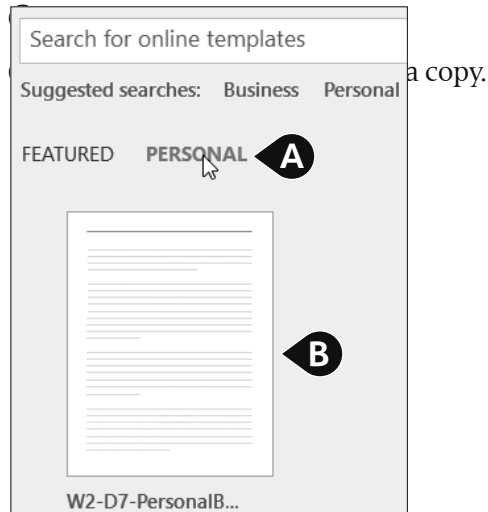 Search for online templates
a copy.
Suggested searches: Business Personal
FEATURED PERSONAL A
B
W2-D7-PersonalB...